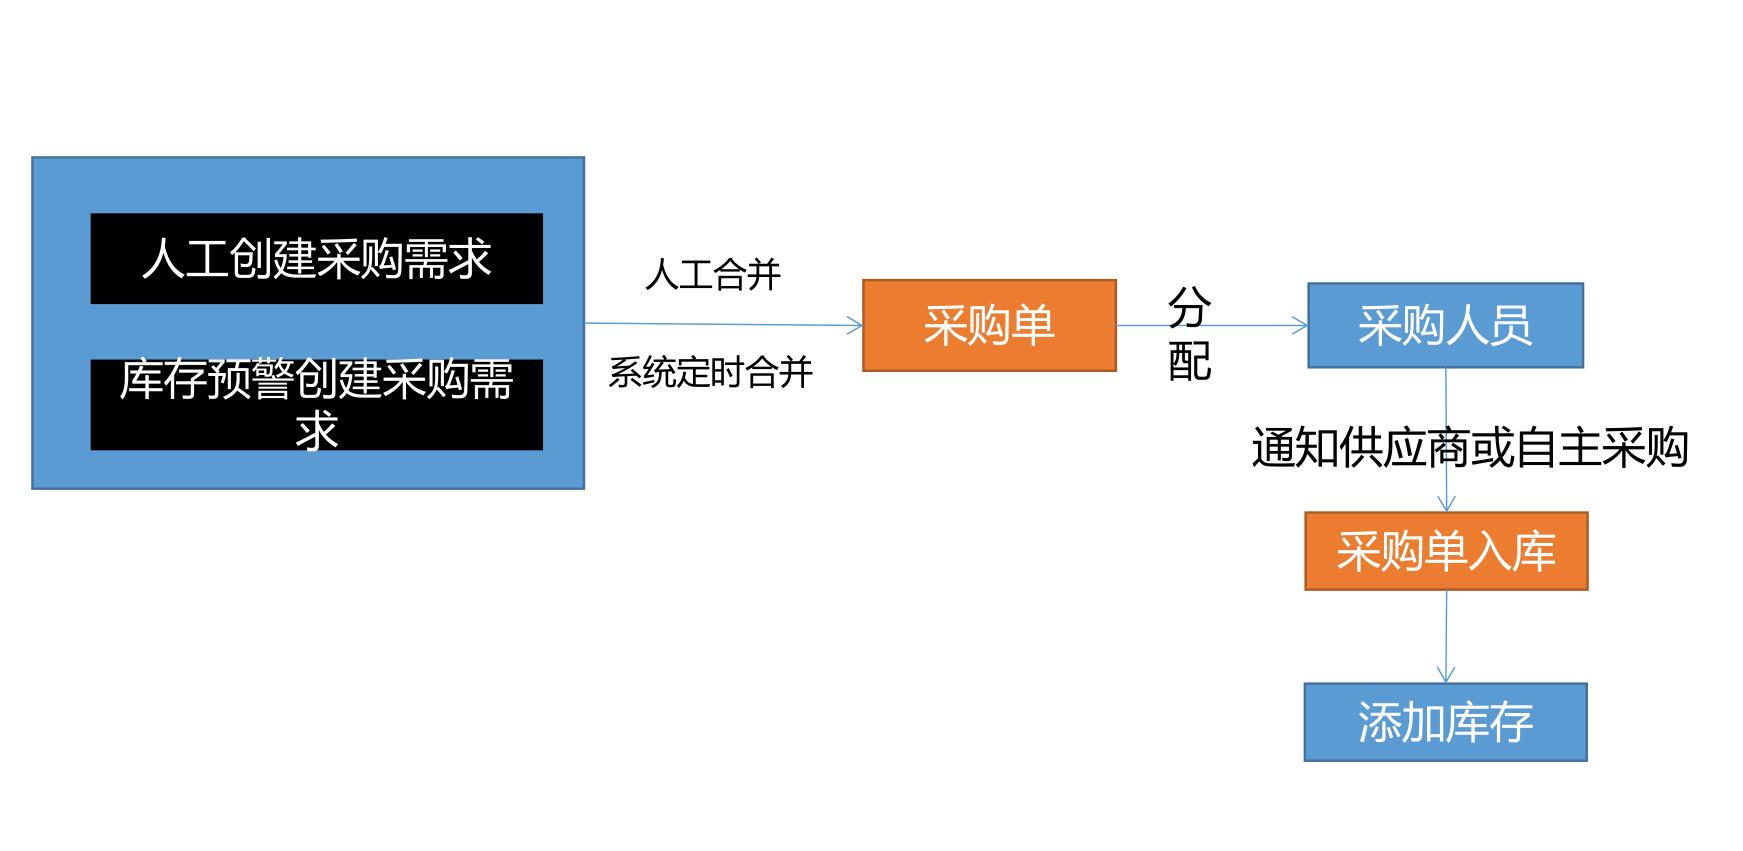 人工创建采购需求
库存预警创建采购需
求
人工合并
系统定时合并
采购单
分
配
采购人员
通知供应商或自主采购
采购单入库
添加库存